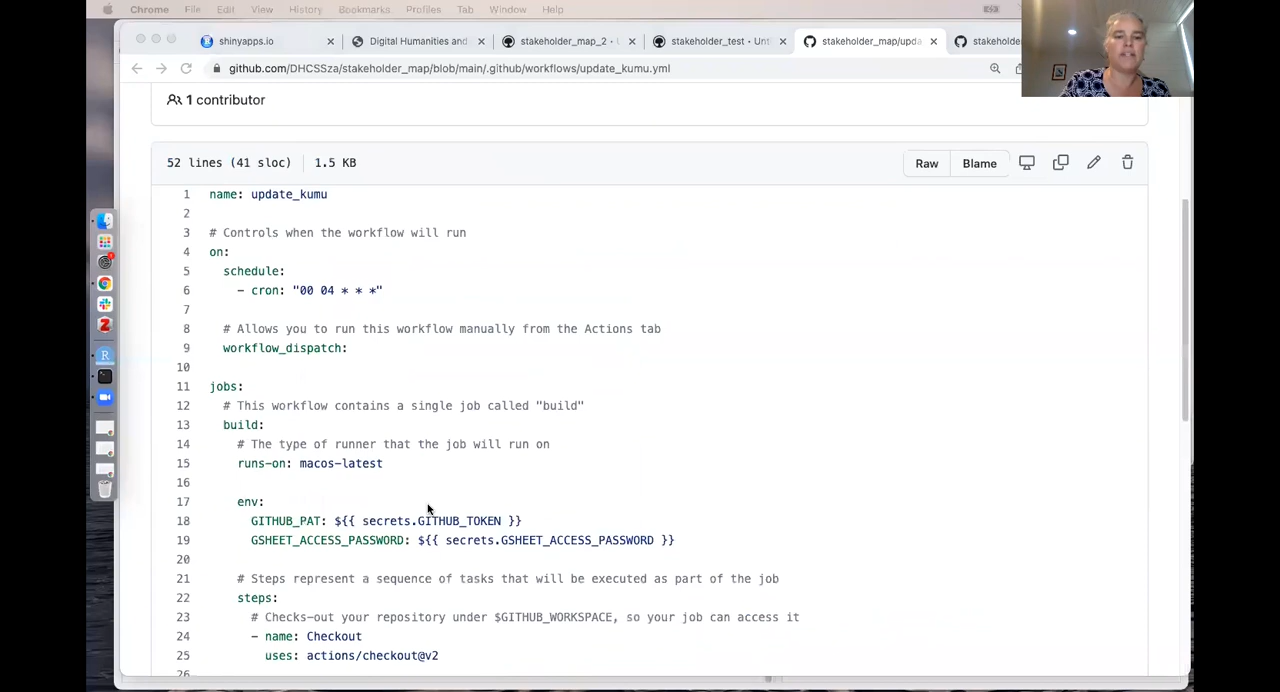 Chrome File Edit View History Bookmarks Profiles Tab Window Help
shinyapps.io
Digital Hum and
stakeholder_map_2 • U
stakeholder_test • Unt
stakeholder_map/upda
stakeholde
github.com/DHCSSza/stakeholder_map/blob/main/.github/workflows/update_kumu.yml
1 contributor
52 lines (41 sloc) 1.5 KB
Raw Blame
1 name: update_kumu
2
3 # Controls when the workflow will run
4 on:
5 schedule:
6 - cron: "00 04 * * *"
7
8 # Allows you to run this workflow manually from the Actions tab
9 workflow_dispatch:
10
11 jobs:
12 # This workflow contains a single job called "build"
13 build:
14 # The type of runner that the job will run on
15 runs-on: macos-latest
16
17 env:
18 GITHUB_PAT: ${{ secrets.GITHUB_TOKEN }}
19 GSHEET_ACCESS_PASSWORD: ${{ secrets.GSHEET_ACCESS_PASSWORD }}
20
21 # Steps represent a sequence of tasks that will be executed as part of the job
22 steps:
23 # Checks-out your repository under $GITHUB_WORKSPACE, so your job can access it
24 - name: Checkout
25 uses: actions/checkout@v2